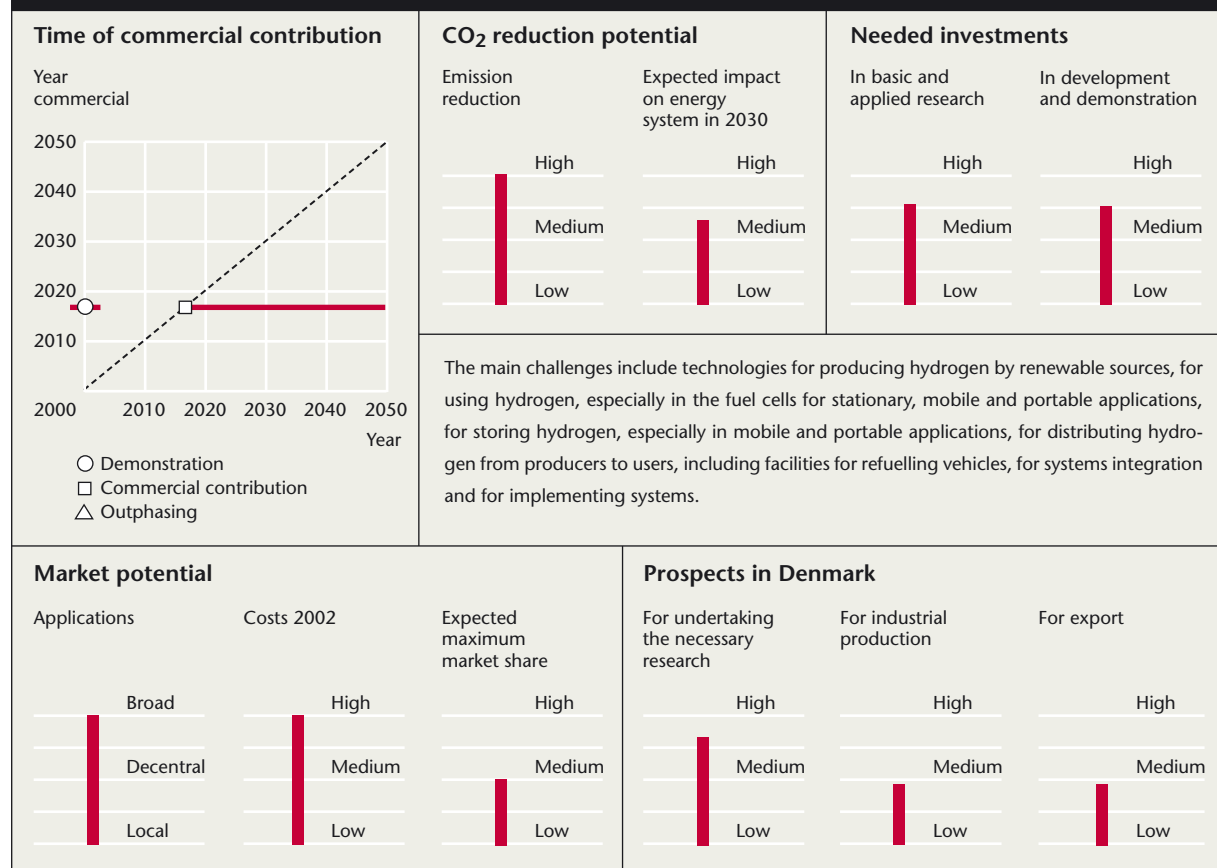 Time of commercial contribution
Year
commercial
2050
2040
2030
2020
2010
2000 2010 2020 2030 2040 2050
Year
Demonstration
Commercial contribution
Outphasing
CO2 reduction potential
Emission
reduction
High
Medium
Low
Expected impact
on energy
system in 2030
High
Medium
Low
Needed investments
In basic and
applied research
High
Medium
Low
In development
and demonstration
High
Medium
Low
The main challenges include technologies for producing hydrogen by renewable sources, for
using hydrogen, especially in the fuel cells for stationary, mobile and portable applications,
for storing hydrogen, especially in mobile and portable applications, for distributing hydro-
gen from producers to users, including facilities for refuelling vehicles, for systems integration
and for implementing systems.
Market potential
Applications
Broad
Decentral
Local
Costs 2002
High
Medium
Low
Expected
maximum
market share
High
Medium
Low
Prospects in Denmark
For undertaking
the necessary
research
High
Medium
Low
For industrial
production
High
Medium
Low
For export
High
Medium
Low